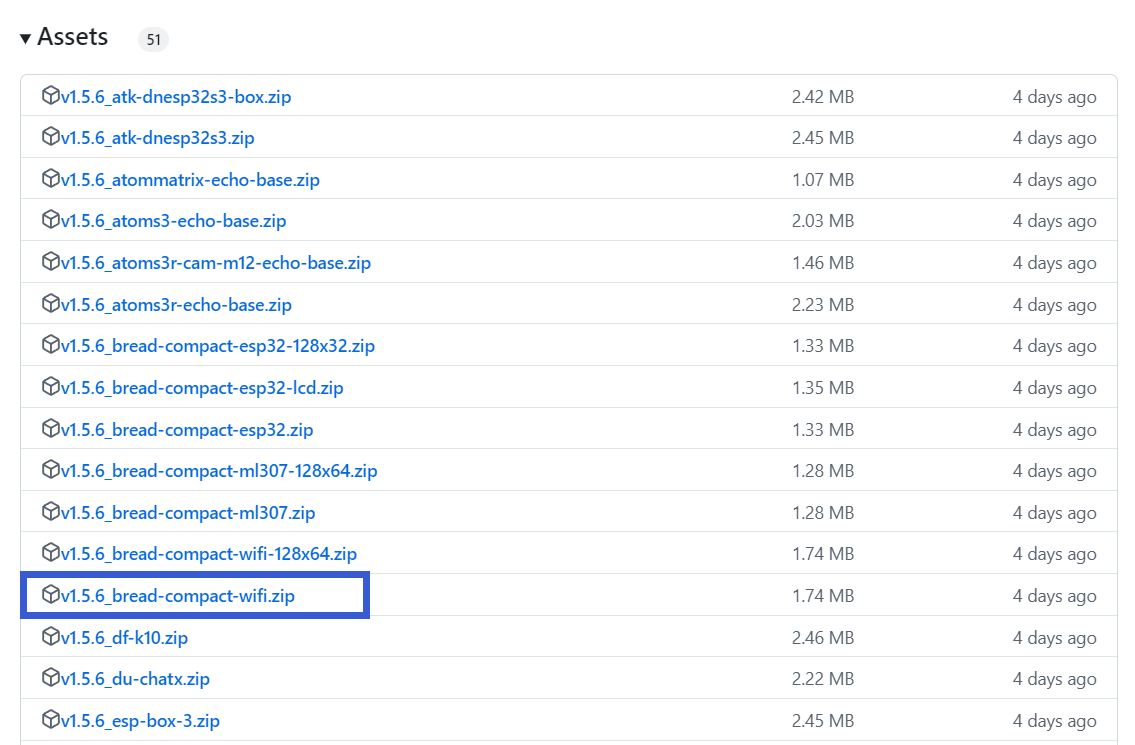 Assets 51
v1.5.6_atk-dnesp32s3-box.zip 2.42 MB 4 days ago
v1.5.6_atk-dnesp32s3.zip 2.45 MB 4 days ago
v1.5.6_atommatrix-echo-base.zip 1.07 MB 4 days ago
v1.5.6_atoms3-echo-base.zip 2.03 MB 4 days ago
v1.5.6_atoms3r-cam-m12-echo-base.zip 1.46 MB 4 days ago
v1.5.6_atoms3r-echo-base.zip 2.23 MB 4 days ago
v1.5.6_bread-compact-esp32-128x32.zip 1.33 MB 4 days ago
v1.5.6_bread-compact-esp32-lcd.zip 1.35 MB 4 days ago
v1.5.6_bread-compact-esp32.zip 1.33 MB 4 days ago
v1.5.6_bread-compact-ml307-128x64.zip 1.28 MB 4 days ago
v1.5.6_bread-compact-ml307.zip 1.28 MB 4 days ago
v1.5.6_bread-compact-wifi-128x64.zip 1.74 MB 4 days ago
v1.5.6_bread-compact-wifi.zip 1.74 MB 4 days ago
v1.5.6_df-k10.zip 2.46 MB 4 days ago
v1.5.6_du-chatx.zip 2.22 MB 4 days ago
v1.5.6_esp-box-3.zip 2.45 MB 4 days ago